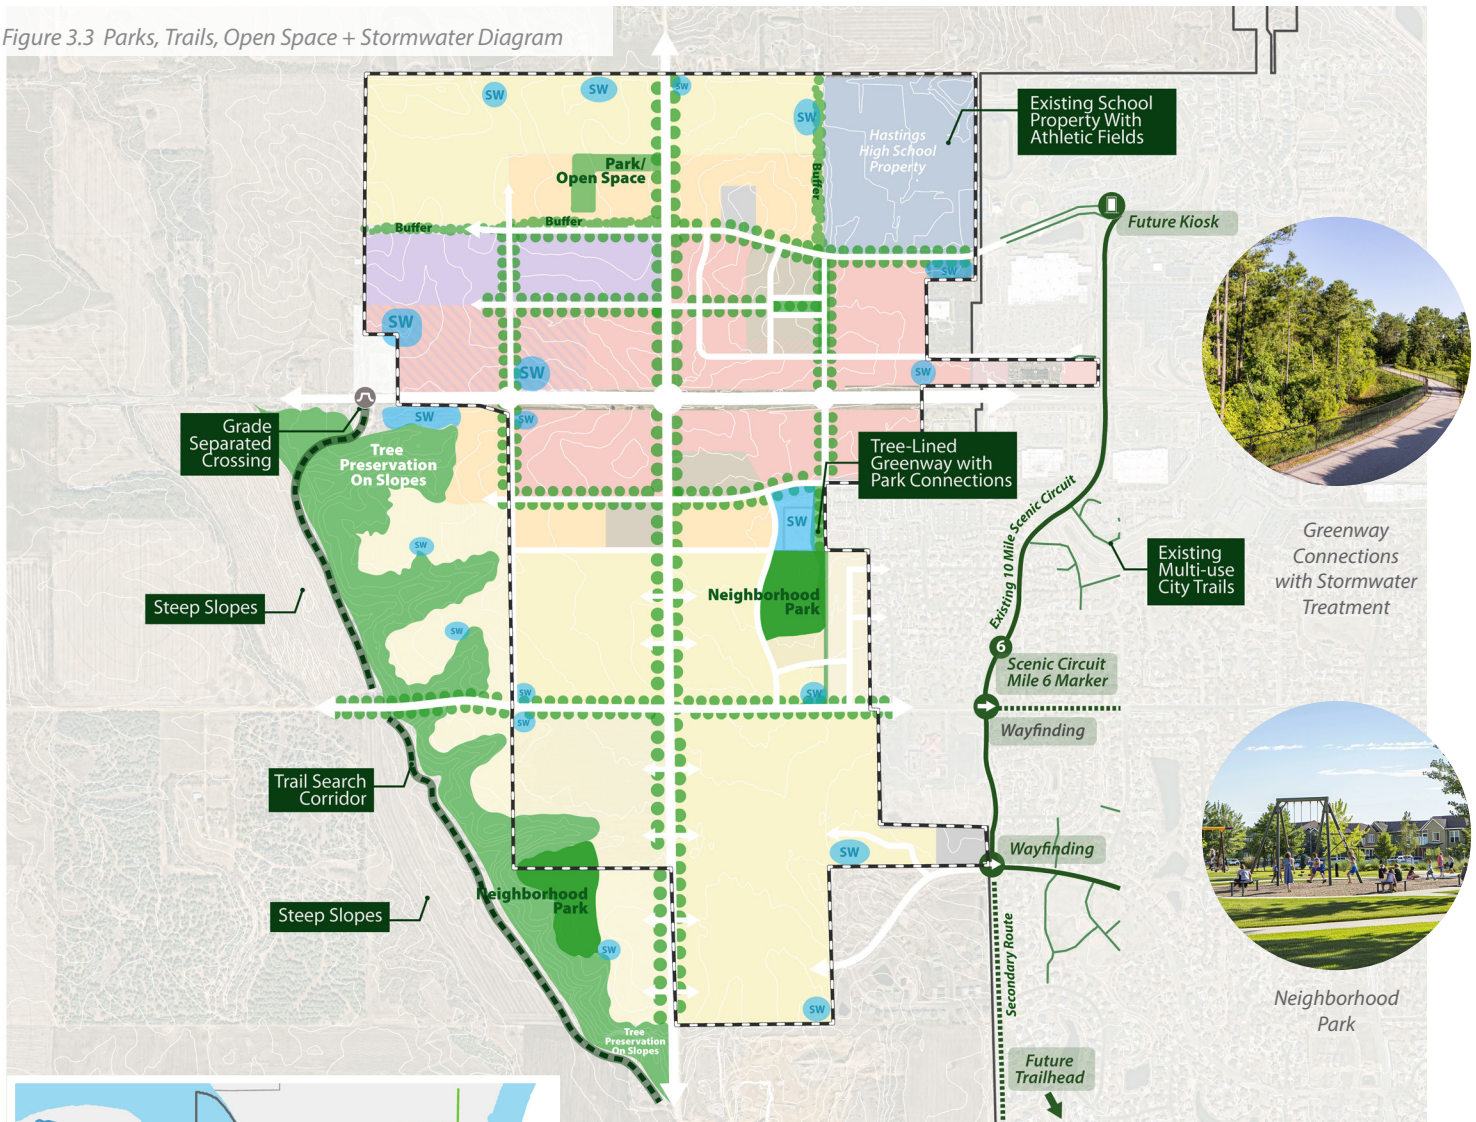 Figure 3.3 Parks, Trails, Open Space + Stormwater Diagram
SW
SW
SW
SW
Existing School
Property With
Athletic Fields
Hastings
High School
Property
Park/
Open Space
Buffer
Buffer
Buffer
Future Kiosk
SW
SW
SW
SW
Grade
Separated
Crossing
SW
SW
Tree
Preservation
On Slopes
Tree-Lined
Greenway with
Park Connections
SW
SW
Existing 10 Mile Scenic Circuit
Existing
Multi-use
City Trails
Greenway
Connections
with Stormwater
Treatment
Steep Slopes
Neighborhood
Park
SW
6
Scenic Circuit
Mile 6 Marker
SW
SW
SW
Wayfinding
Trail Search
Corridor
Wayfinding
SW
Neighborhood
Park
Steep Slopes
SW
Secondary Route
SW
Tree
Preservation
On Slopes
Future
Trailhead
Neighborhood
Park